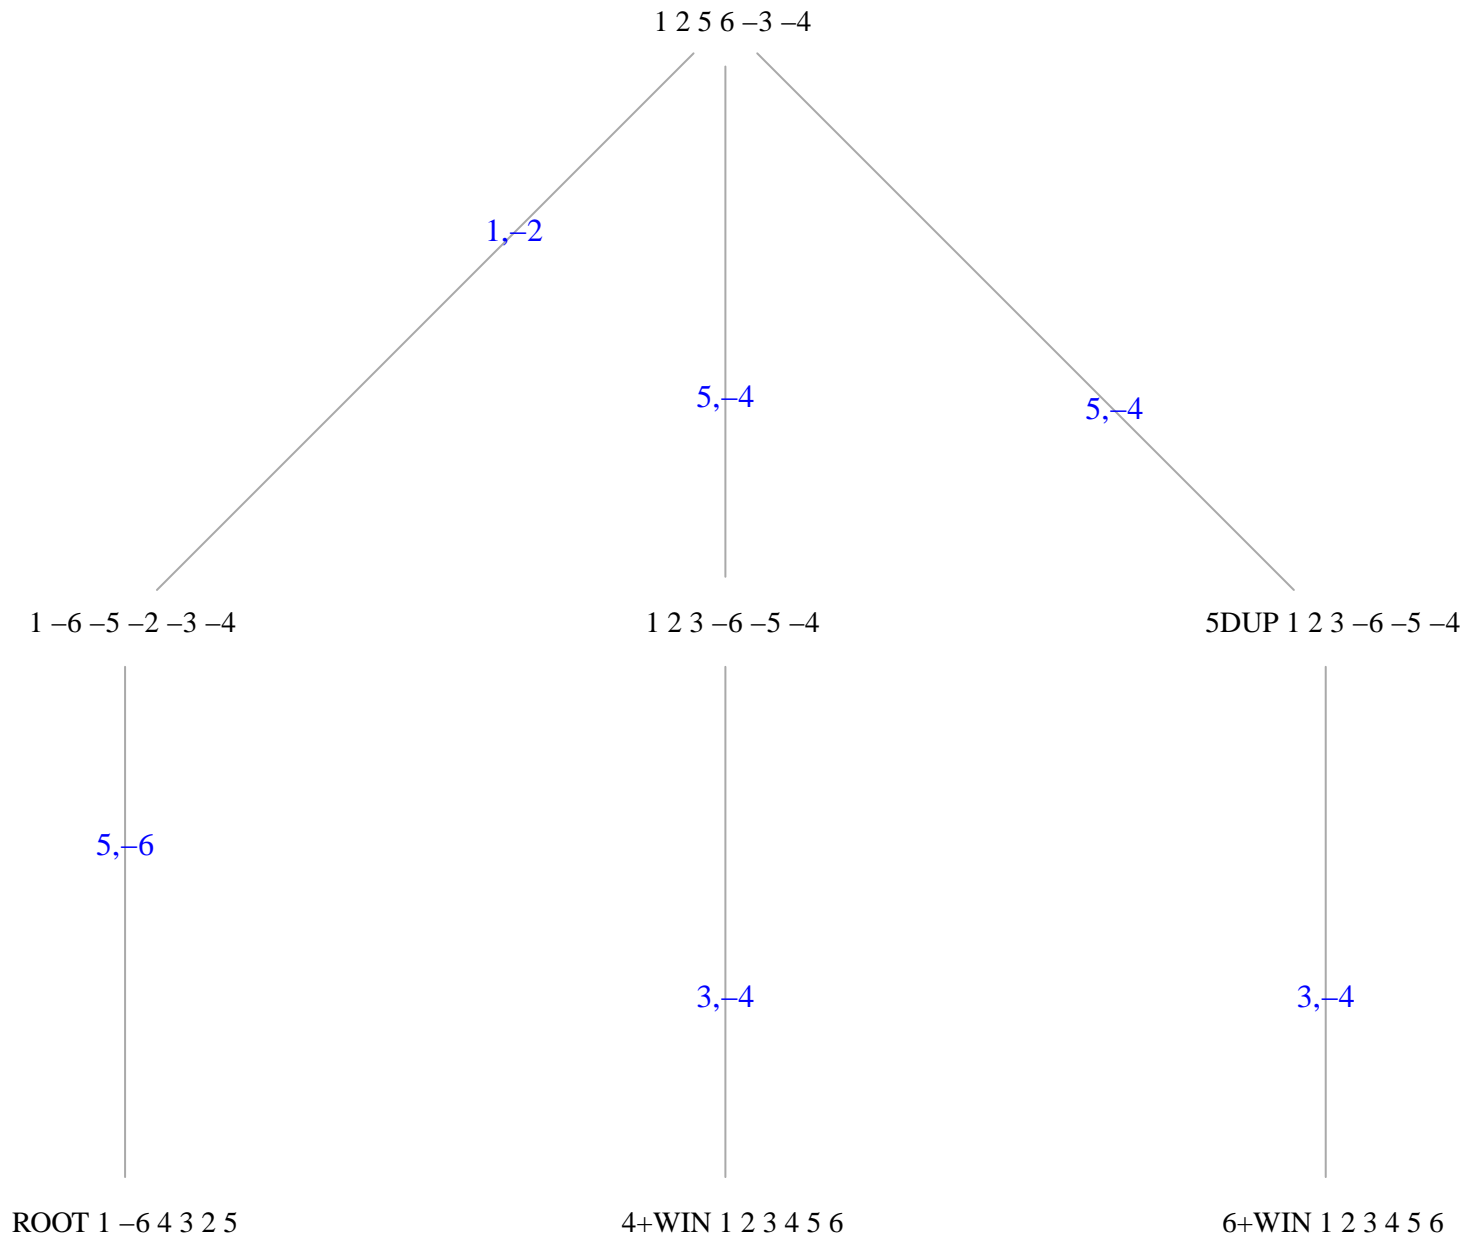 1 2 5 6 –3 –4
1,–2
5,–4
5,–4
1 –6 –5 –2 –3 –4
1 2 3 –6 –5 –4
5DUP 1 2 3 –6 –5 –4
5,–6
3,–4
3,–4
ROOT 1 –6 4 3 2 5
4+WIN 1 2 3 4 5 6
6+WIN 1 2 3 4 5 6